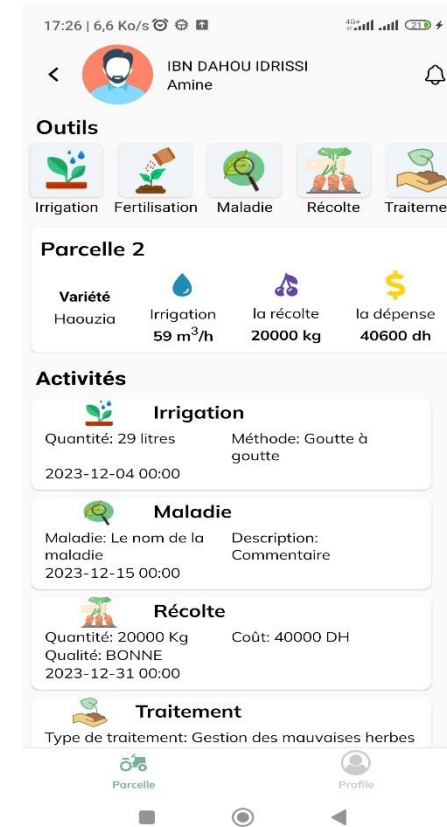 17:26 | 6,6 Ko/s
4G+
21
IBN DAHOU IDRISSI
Amine
Outils
Irrigation Fertilisation Maladie Récolte Traiteme
Parcelle 2
Variété
Haouzia
Irrigation
59 m³/h
la récolte
20000 kg
la dépense
40600 dh
Activités
Irrigation
Quantité: 29 litres
Méthode: Goutte à
goutte
2023-12-04 00:00
Maladie
Maladie: Le nom de la
maladie
Description:
Commentaire
2023-12-15 00:00
Récolte
Quantité: 20000 Kg
Coût: 40000 DH
Qualité: BONNE
2023-12-31 00:00
Traitement
Type de traitement: Gestion des mauvaises herbes
Parcelle
Profile